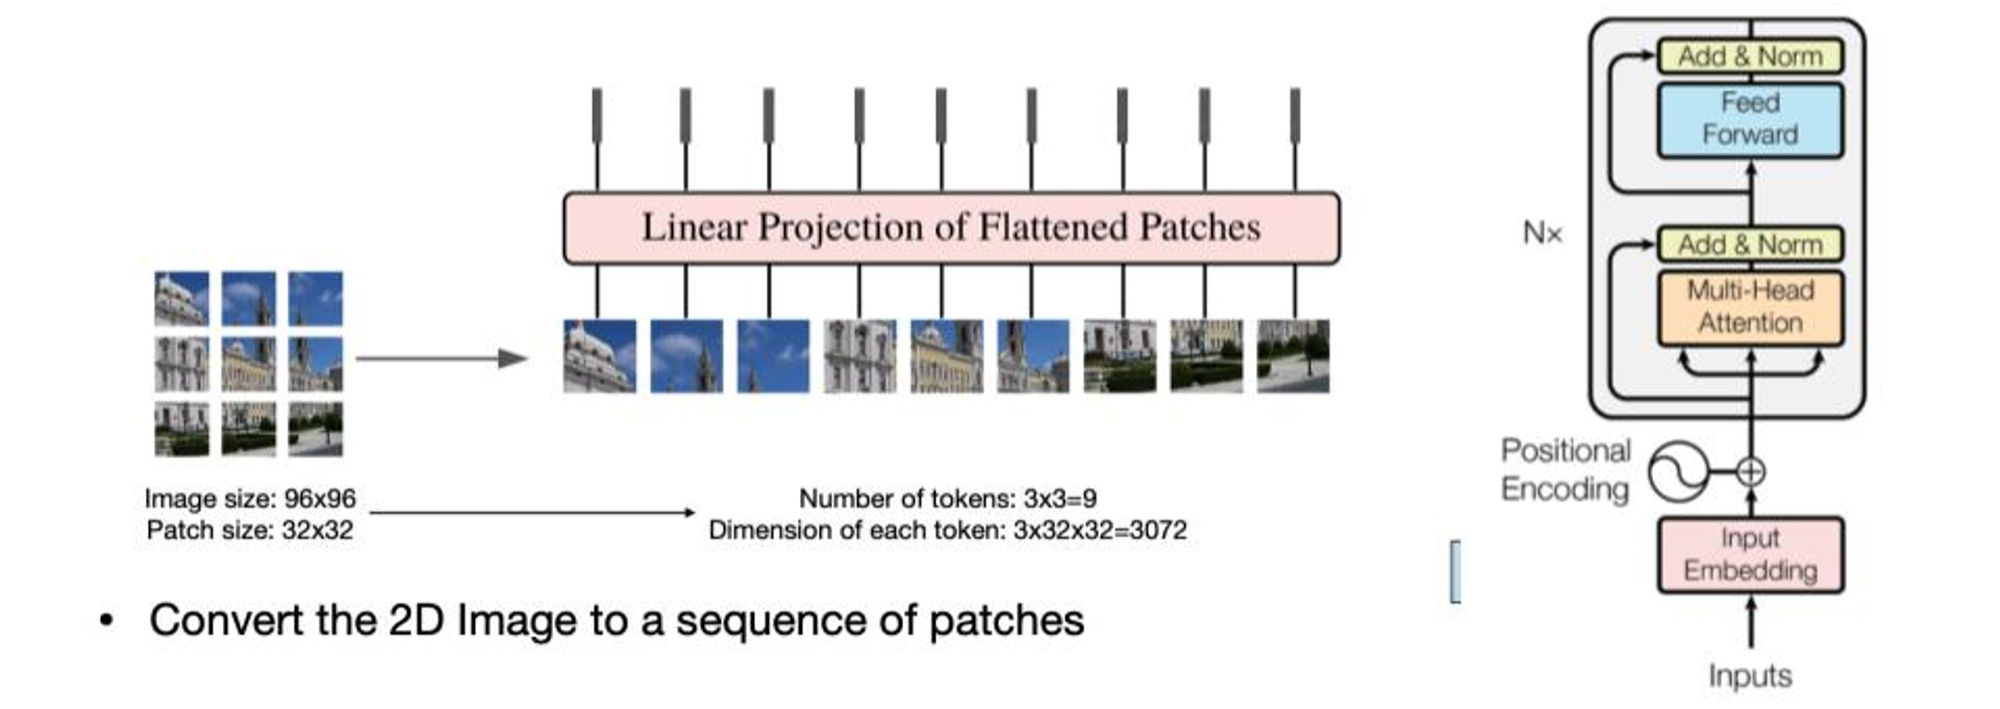 Linear Projection of Flattened Patches
Image size: 96x96
Patch size: 32x32
Number of tokens: 3x3=9
Dimension of each token: 3x32x32=3072
• Convert the 2D Image to a sequence of patches
Add & Norm
Feed
Forward
Nx
Add & Norm
Multi-Head
Attention
Positional
Encoding
Input
Embedding
Inputs